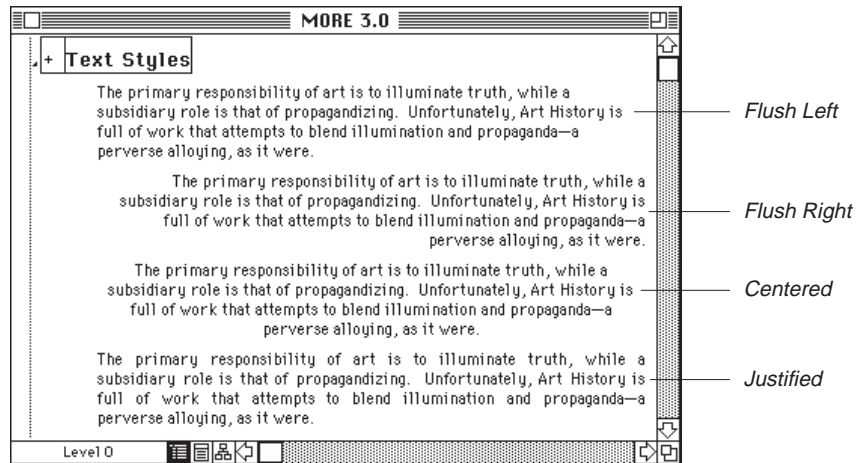 MORE 3.0
+ Text Styles
The primary responsibility of art is to illuminate truth, while a
subsidiary role is that of propagandizing.  Unfortunately, Art History is
full of work that attempts to blend illumination and propaganda—a
perverse alloying, as it were.
Flush Left
The primary responsibility of art is to illuminate truth, while a
subsidiary role is that of propagandizing.  Unfortunately, Art History is
full of work that attempts to blend illumination and propaganda—a
perverse alloying, as it were.
Flush Right
The primary responsibility of art is to illuminate truth, while a
subsidiary role is that of propagandizing.  Unfortunately, Art History is
full of work that attempts to blend illumination and propaganda—a
perverse alloying, as it were.
Centered
The primary responsibility of art is to illuminate truth, while a
subsidiary role is that of propagandizing.  Unfortunately, Art History is
full of work that attempts to blend illumination and propaganda—a
perverse alloying, as it were.
Justified
Level 0